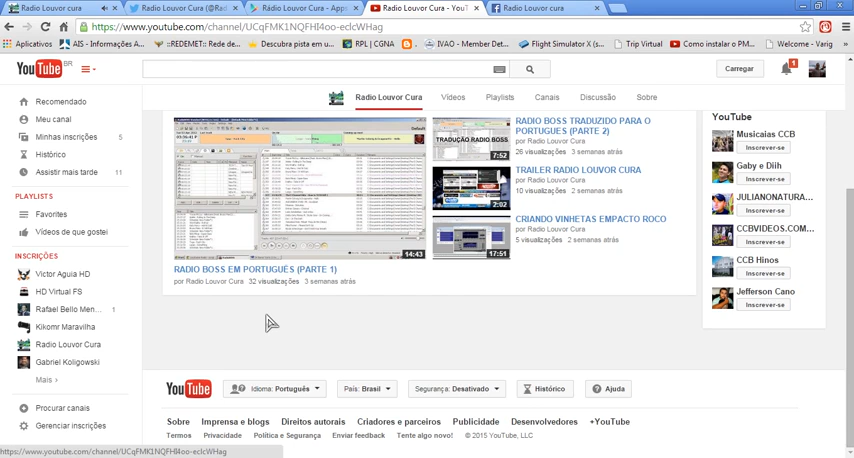 Radio Louvor cura
Twitter Radio Louvor Cura (@Rad
Radio Louvor Cura - Apps
Radio Louvor Cura - YouT
Radio Louvor Cura
https://www.youtube.com/channel/UCqFMK1NQFHI4oo-eclcWHag
Aplicativos
AIS - Informações A
::REDEMET:: Rede de
Descubra pista em u
RPL | CGNA
IVAO - Member Det
Flight Simulator X (s
Trip Virtual
Como instalar o PM
Welcome - Varig
YouTube BR
Carregar
1
Radio Louvor Cura
Vídeos
Playlists
Canais
Discussão
Sobre
Recomendado
Meu canal
Minhas inscrições 5
Histórico
Assistir mais tarde 11
PLAYLISTS
Favorites
Vídeos de que gostei
INSCRIÇÕES
Victor Aguia HD
HD Virtual FS
Rafael Bello Men... 1
Kikomr Maravilha
Radio Louvor Cura
Gabriel Koligowski
Mais ›
Procurar canais
Gerenciar inscrições
14:43
RADIO BOSS EM PORTUGUÊS (PARTE 1)
por Radio Louvor Cura 32 visualizações 3 semanas atrás
TRADUÇÃO RADIO BOSS
7:52
RADIO BOSS TRADUZIDO PARA O
PORTUGUES (PARTE 2)
por Radio Louvor Cura
26 visualizações 3 semanas atrás
2:02
TRAILER RADIO LOUVOR CURA
por Radio Louvor Cura
10 visualizações 2 semanas atrás
17:51
CRIANDO VINHETAS EMPACTO ROCO
por Radio Louvor Cura
5 visualizações 2 semanas atrás
YouTube
Musicaias CCB
Inscrever-se
Gaby e Diih
Inscrever-se
JULIANONATURA...
Inscrever-se
CCBVIDEOS.COM...
Inscrever-se
CCB Hinos
Inscrever-se
Jefferson Cano
Inscrever-se
YouTube
Idioma: Português
País: Brasil
Segurança: Desativado
Histórico
Ajuda
Sobre
Imprensa e blogs
Direitos autorais
Criadores e parceiros
Publicidade
Desenvolvedores
+YouTube
Termos
Privacidade
Política e Segurança
Enviar feedback
Tente algo novo!
© 2015 YouTube, LLC
https://www.youtube.com/channel/UCqFMK1NQFHI4oo-eclcWHag